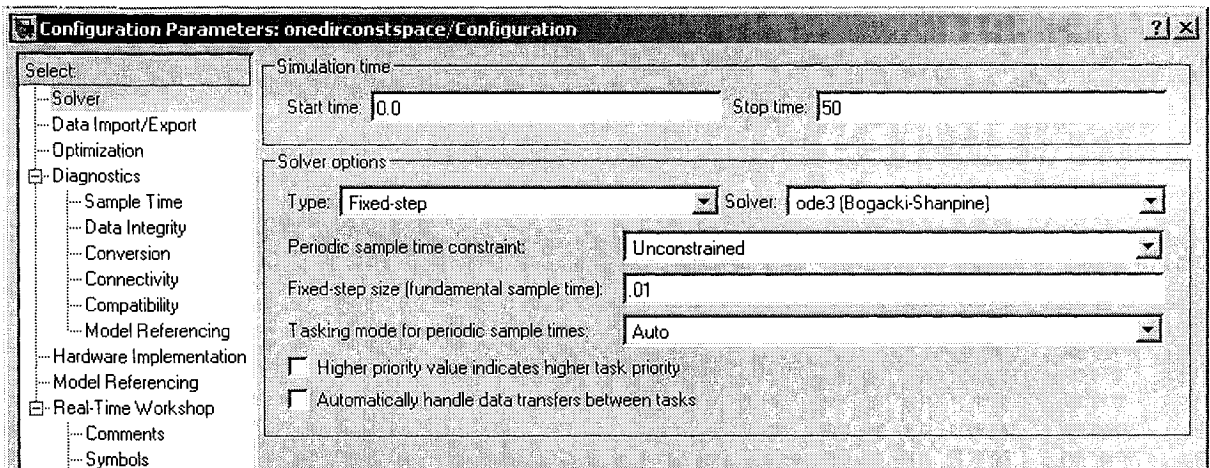 Configuration Parameters: onedirconstspace/Configuration
Select:
Solver
Data Import/Export
Optimization
Diagnostics
Sample Time
Data Integrity
Conversion
Connectivity
Compatibility
Model Referencing
Hardware Implementation
Model Referencing
Real-Time Workshop
Comments
Symbols
Simulation time
Start time: 0.0 Stop time: 50
Solver options
Type: Fixed-step Solver: ode3 (Bogacki-Shanpine)
Periodic sample time constraint: Unconstrained
Fixed-step size (fundamental sample time): .01
Tasking mode for periodic sample times: Auto
Higher priority value indicates higher task priority
Automatically handle data transfers between tasks